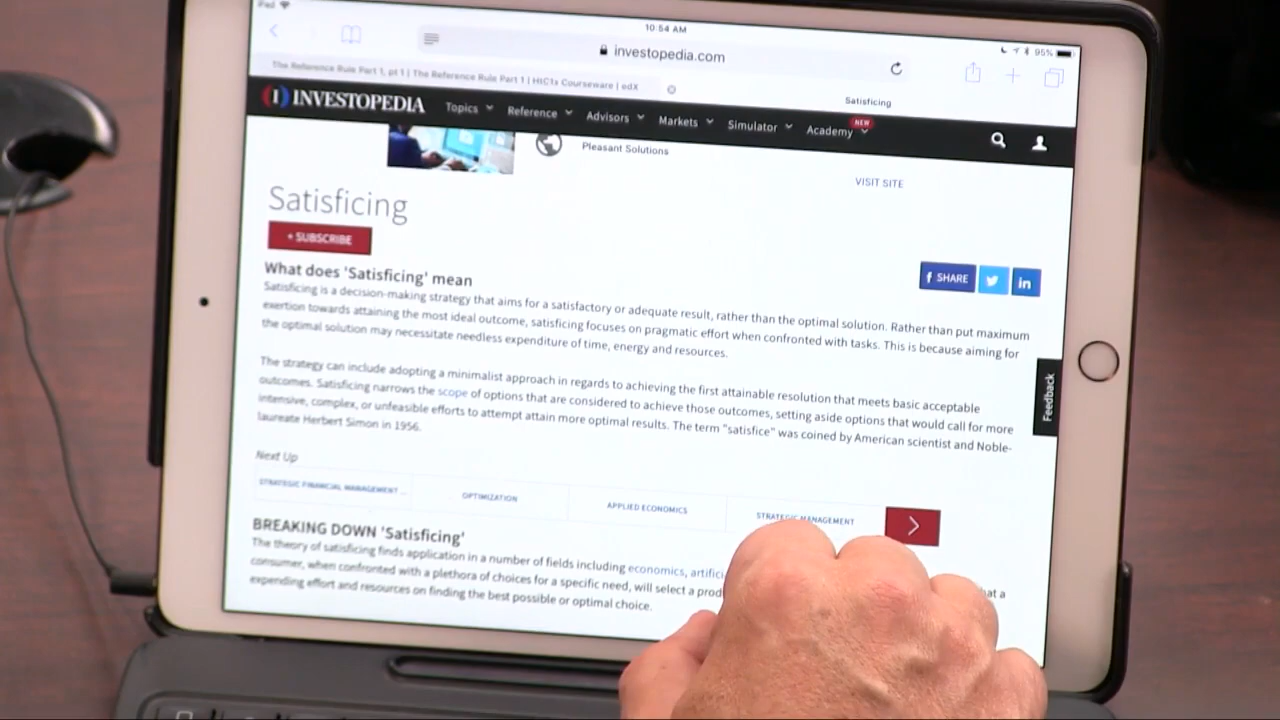 iPad
10:54 AM
95%
investopedia.com
The Reference Rule Part 1, pt 1 | The Reference Rule Part 1 | HIC1x Courseware | edX
Satisficing
INVESTOPEDIA
Topics Reference Advisors Markets Simulator Academy NEW
Pleasant Solutions
VISIT SITE
Satisficing
+ SUBSCRIBE
SHARE
What does 'Satisficing' mean
Satisficing is a decision-making strategy that aims for a satisfactory or adequate result, rather than the optimal solution. Rather than put maximum
exertion towards attaining the most ideal outcome, satisficing focuses on pragmatic effort when confronted with tasks. This is because aiming for
the optimal solution may necessitate needless expenditure of time, energy and resources.
The strategy can include adopting a minimalist approach in regards to achieving the first attainable resolution that meets basic acceptable
outcomes. Satisficing narrows the scope of options that are considered to achieve those outcomes, setting aside options that would call for more
intensive, complex, or unfeasible efforts to attempt attain more optimal results. The term "satisfice" was coined by American scientist and Noble-
laureate Herbert Simon in 1956.
Feedback
Next Up
STRATEGIC FINANCIAL MANAGEMENT ...
OPTIMIZATION
APPLIED ECONOMICS
STRATEGIC MANAGEMENT
BREAKING DOWN 'Satisficing'
The theory of satisficing finds application in a number of fields including economics, artifici
consumer, when confronted with a plethora of choices for a specific need, will select a prod hat a
expending effort and resources on finding the best possible or optimal choice.